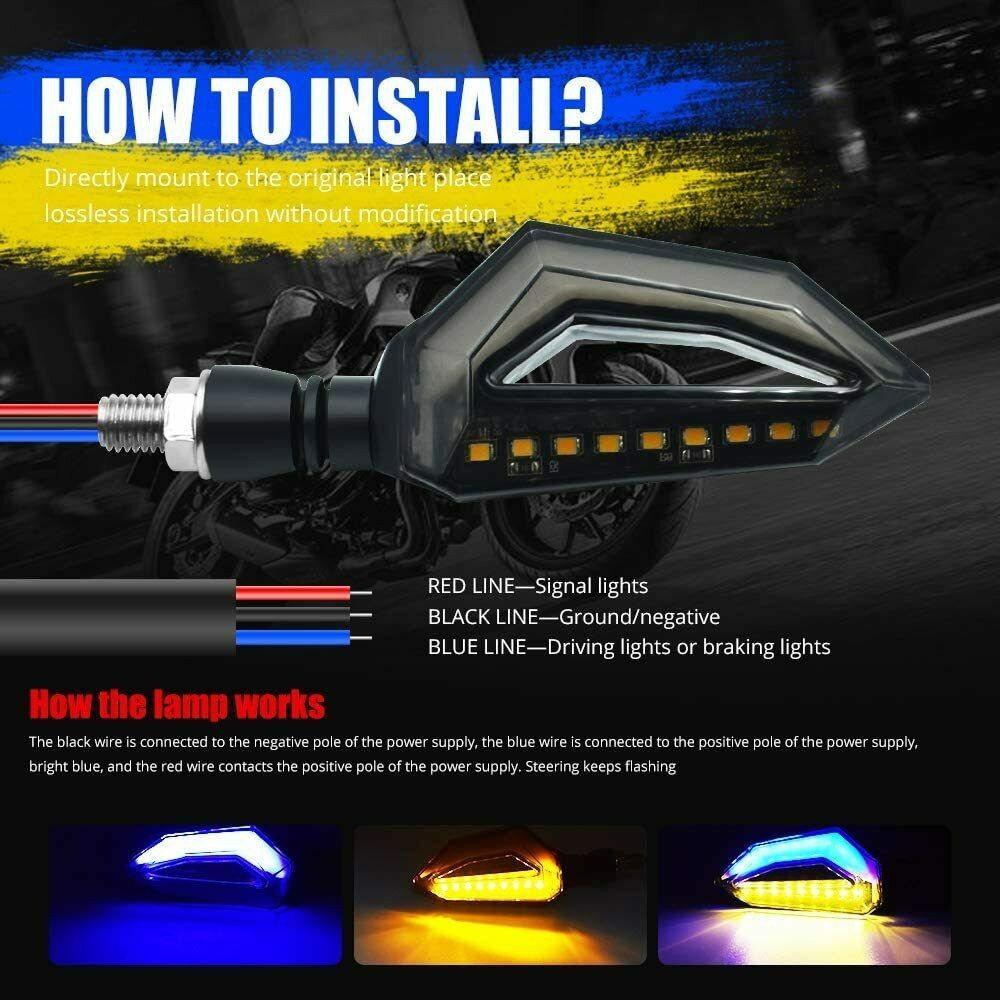 HOW TO INSTALL?
Directly mount to the original light place
lossless installation without modification
RED LINE—Signal lights
BLACK LINE—Ground/negative
BLUE LINE—Driving lights or braking lights
How the lamp works
The black wire is connected to the negative pole of the power supply, the blue wire is connected to the positive pole of the power supply,
bright blue, and the red wire contacts the positive pole of the power supply. Steering keeps flashing